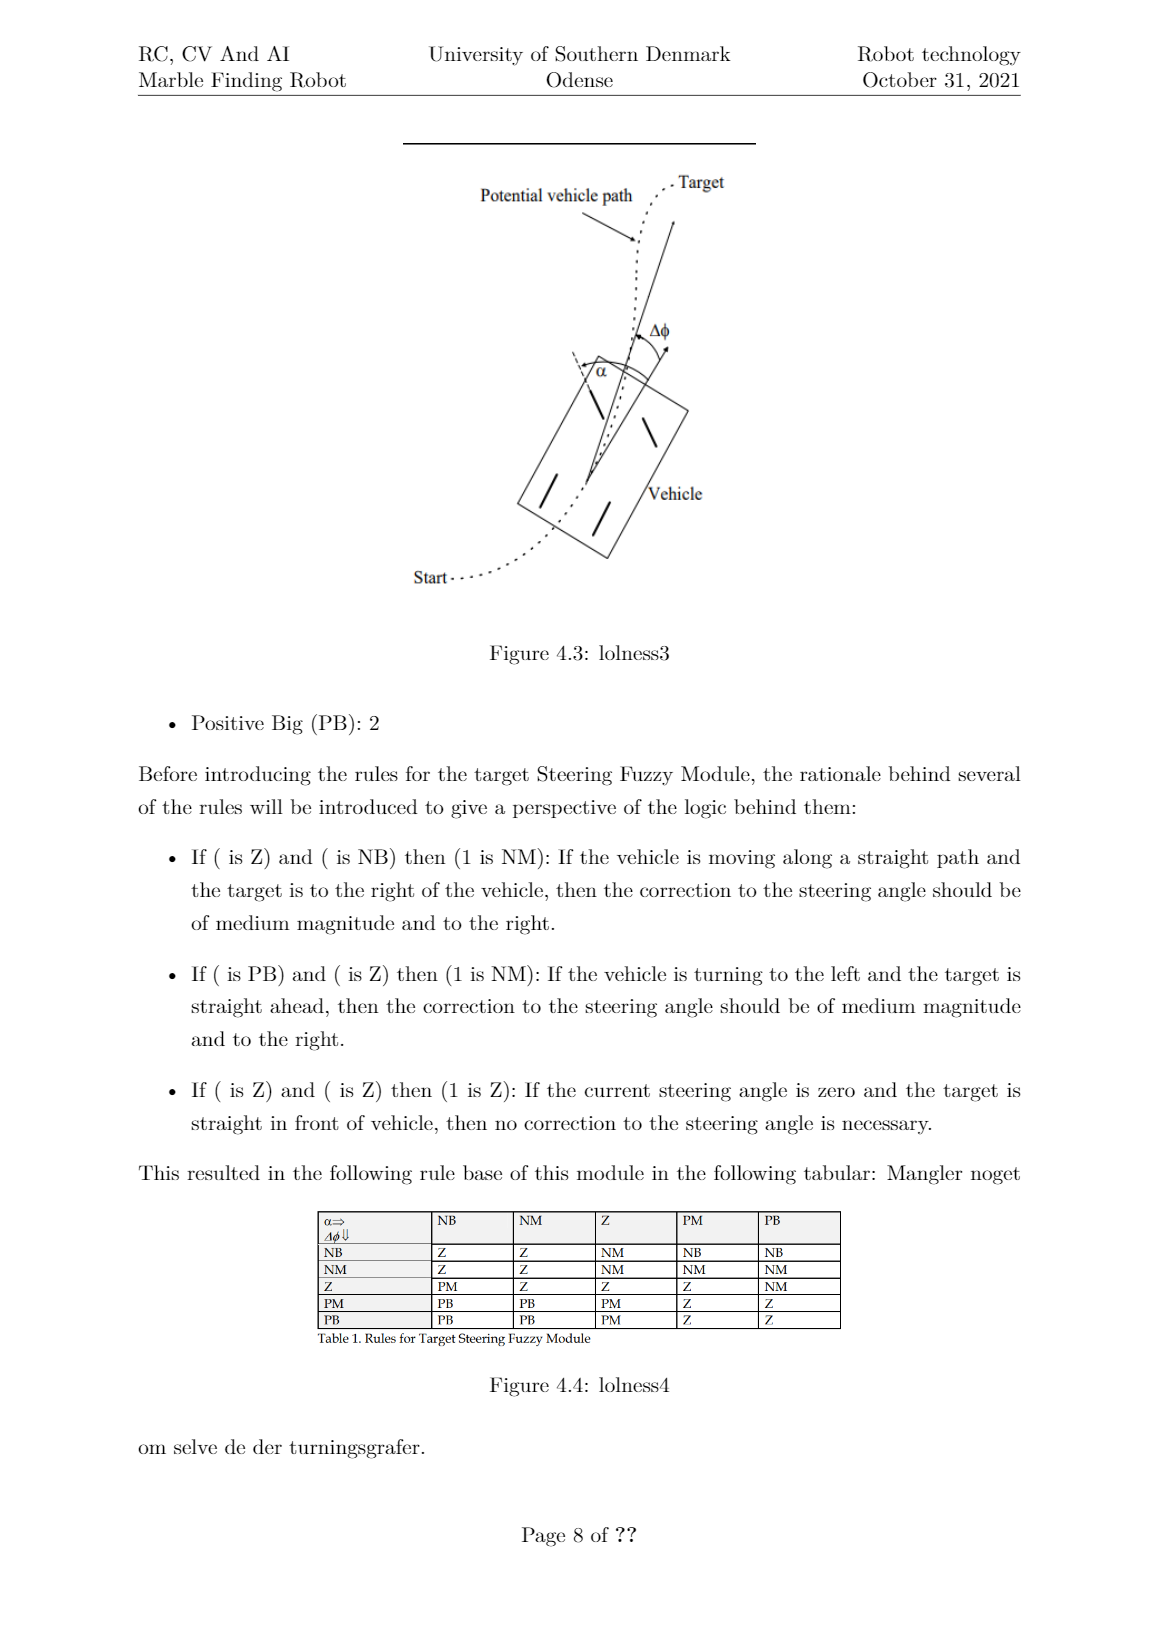 RC, CV And AI University of Southern Denmark Robot technology
Marble Finding Robot Odense October 31, 2021
Target
Potential vehicle path
Δϕ
α
Vehicle
Start
Figure 4.3: lolness3
• Positive Big (PB): 2
Before introducing the rules for the target Steering Fuzzy Module, the rationale behind several
of the rules will be introduced to give a perspective of the logic behind them:
• If ( is Z) and ( is NB) then (1 is NM): If the vehicle is moving along a straight path and
the target is to the right of the vehicle, then the correction to the steering angle should be
of medium magnitude and to the right.
• If ( is PB) and ( is Z) then (1 is NM): If the vehicle is turning to the left and the target is
straight ahead, then the correction to the steering angle should be of medium magnitude
and to the right.
• If ( is Z) and ( is Z) then (1 is Z): If the current steering angle is zero and the target is
straight in front of vehicle, then no correction to the steering angle is necessary.
This resulted in the following rule base of this module in the following tabular: Mangler noget
α⇒ NB NM Z PM PB
Δϕ⇓
NB Z Z NM NB NB
NM Z Z NM NM NM
Z PM Z Z Z NM
PM PB PB PM Z Z
PB PB PB PM Z Z
Table 1. Rules for Target Steering Fuzzy Module
Figure 4.4: lolness4
om selve de der turningsgrafer.
Page 8 of ??